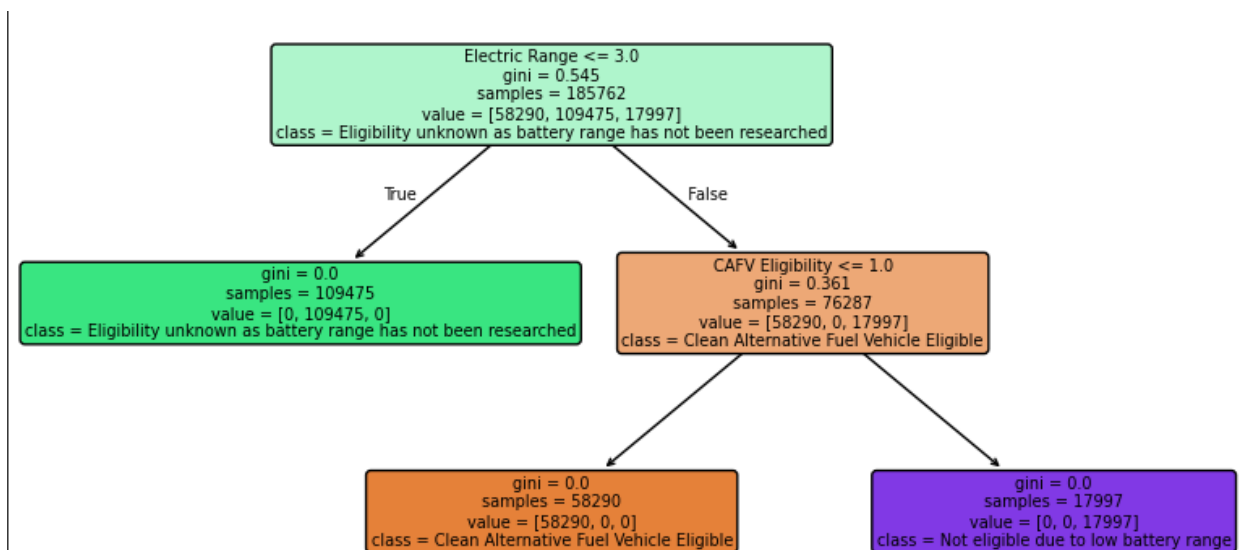 Electric Range <= 3.0
gini = 0.545
samples = 185762
value = [58290, 109475, 17997]
class = Eligibility unknown as battery range has not been researched
True
False
gini = 0.0
samples = 109475
value = [0, 109475, 0]
class = Eligibility unknown as battery range has not been researched
CAFV Eligibility <= 1.0
gini = 0.361
samples = 76287
value = [58290, 0, 17997]
class = Clean Alternative Fuel Vehicle Eligible
gini = 0.0
samples = 58290
value = [58290, 0, 0]
class = Clean Alternative Fuel Vehicle Eligible
gini = 0.0
samples = 17997
value = [0, 0, 17997]
class = Not eligible due to low battery range